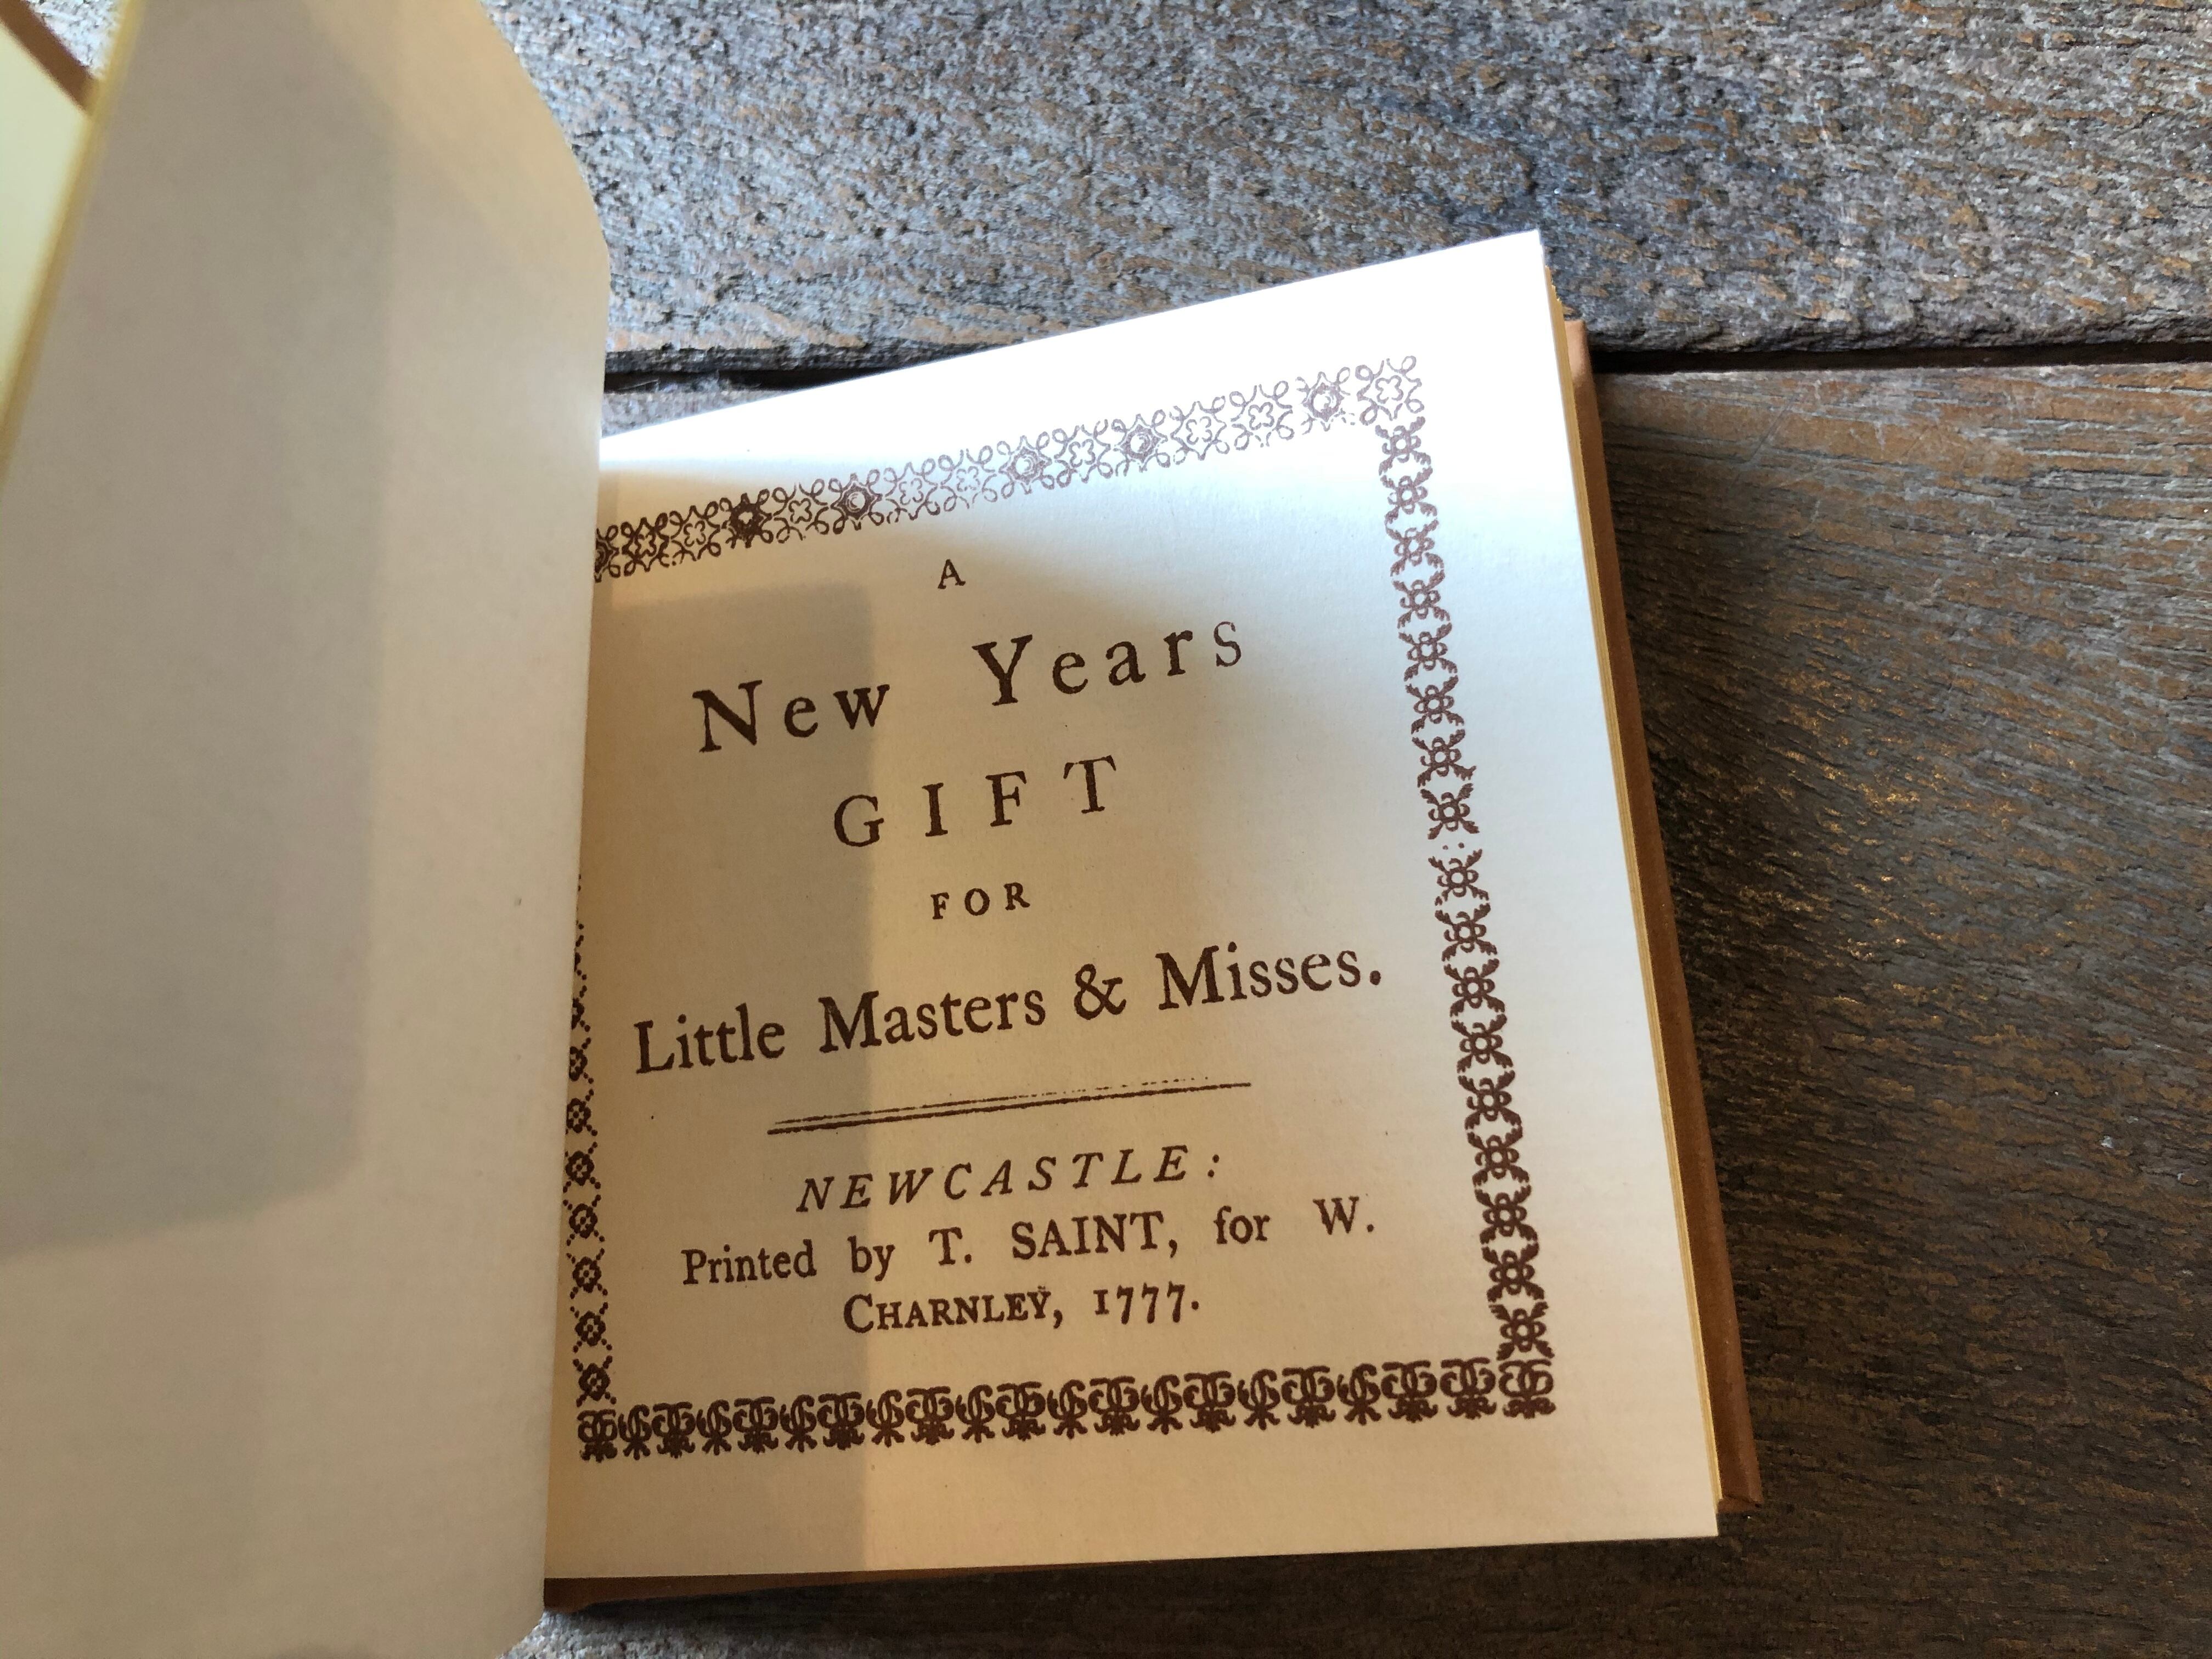 A
New Years
GIFT
FOR
Little Masters & Misses.
NEWCASTLE:
Printed by T. SAINT, for W.
CHARNLEY, 1777.